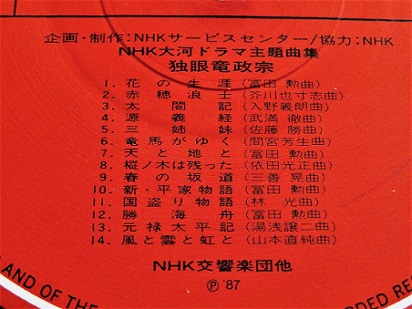 企画・制作：NHKサービスセンター/協力：NHK
NHK大河ドラマ主題曲集
独眼竜政宗
1. 花の生涯(冨田 勲曲)
2. 赤穂浪士(芥川也寸志曲)
3. 太閤記(入野義朗曲)
4. 源義経(武満 徹曲)
5. 三姉妹(佐藤 勝曲)
6. 竜馬がゆく(間宮芳生曲)
7. 天と地と(冨田 勲曲)
8. 樅ノ木は残った(依田光正曲)
9. 春の坂道(三善 晃曲)
10. 新・平家物語(冨田 勲曲)
11. 国盗り物語(林 光曲)
12. 勝海舟(冨田 勲曲)
13. 元禄太平記(湯浅譲二曲)
14. 風と雲と虹と(山本直純曲)
NHK交響楽団他
Ⓟ '87
AND OF THE
RECORDED